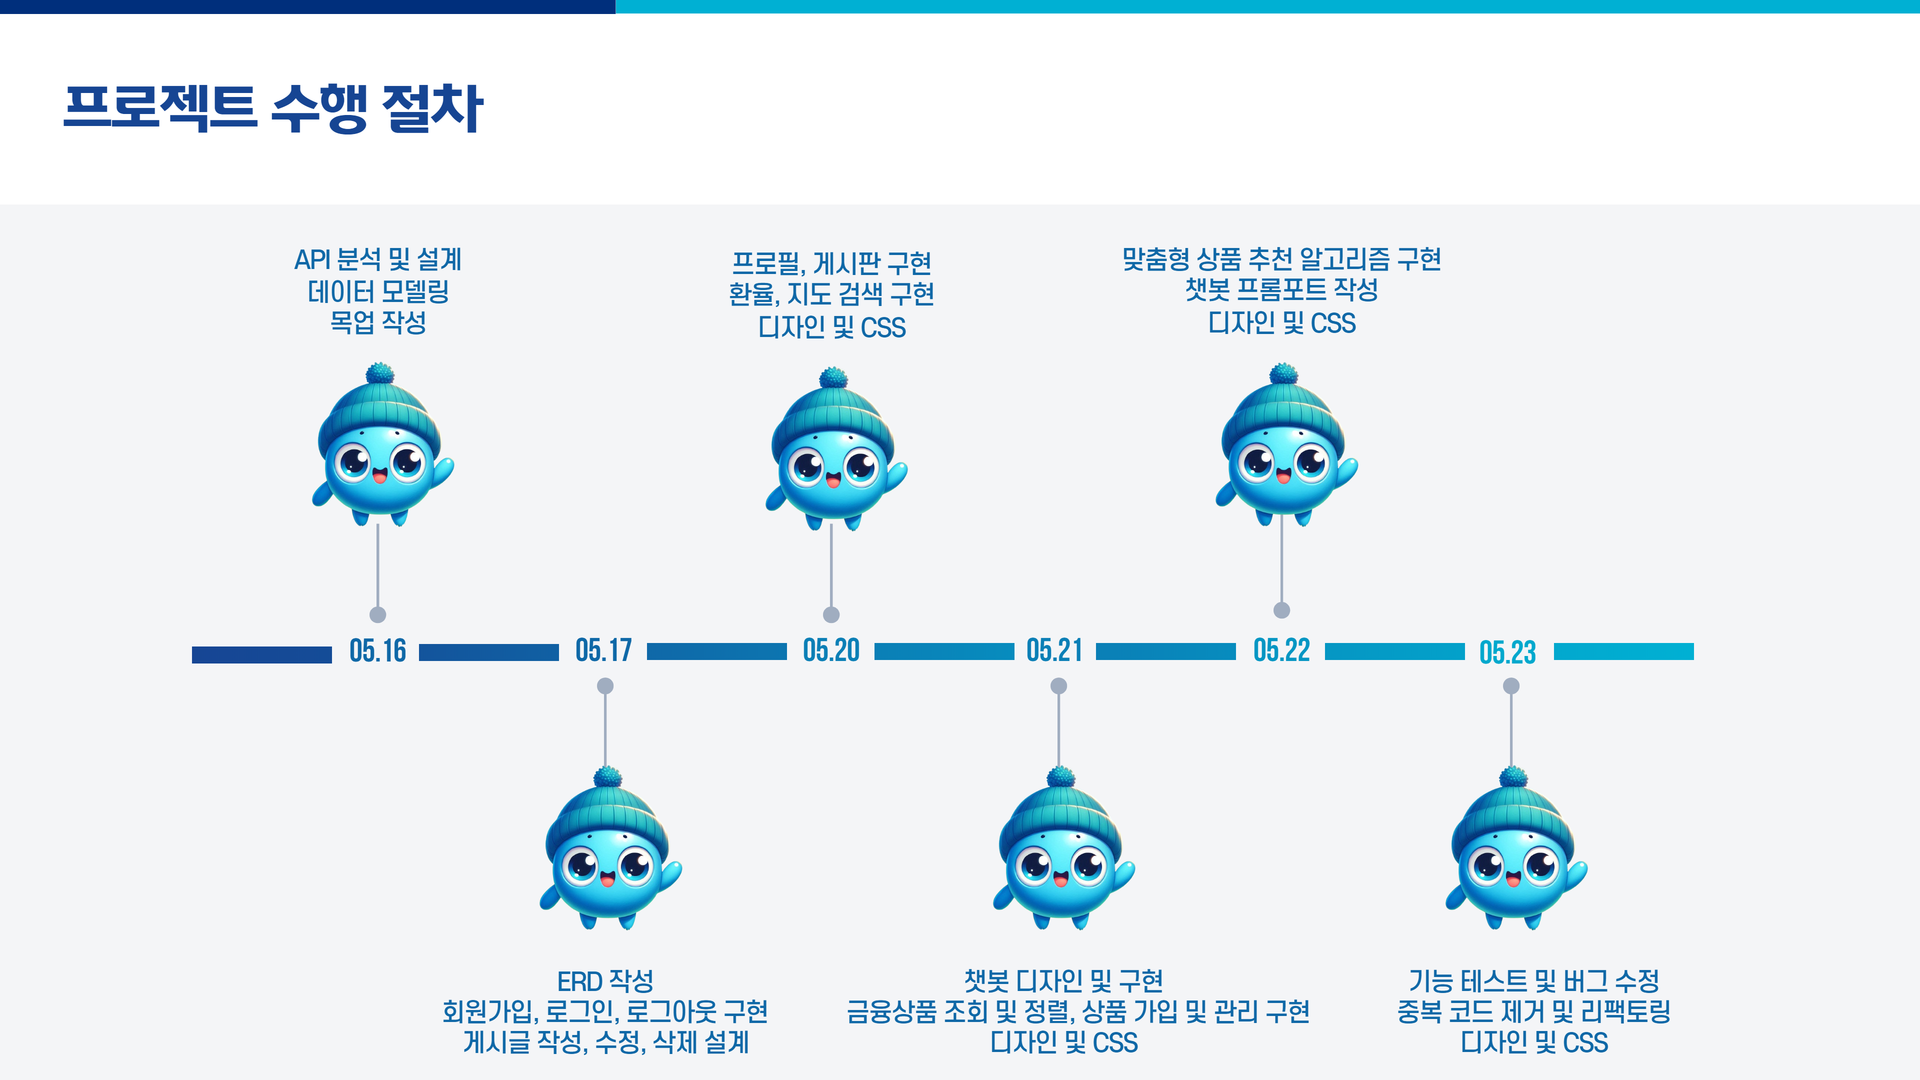 프로젝트 수행 절차
API 분석 및 설계
데이터 모델링
목업 작성
프로필, 게시판 구현
환율, 지도 검색 구현
디자인 및 CSS
맞춤형 상품 추천 알고리즘 구현
챗봇 프롬포트 작성
디자인 및 CSS
05.16
05.17
05.20
05.21
05.22
05.23
ERD 작성
회원가입, 로그인, 로그아웃 구현
게시글 작성, 수정, 삭제 설계
챗봇 디자인 및 구현
금융상품 조회 및 정렬, 상품 가입 및 관리 구현
디자인 및 CSS
기능 테스트 및 버그 수정
중복 코드 제거 및 리팩토링
디자인 및 CSS